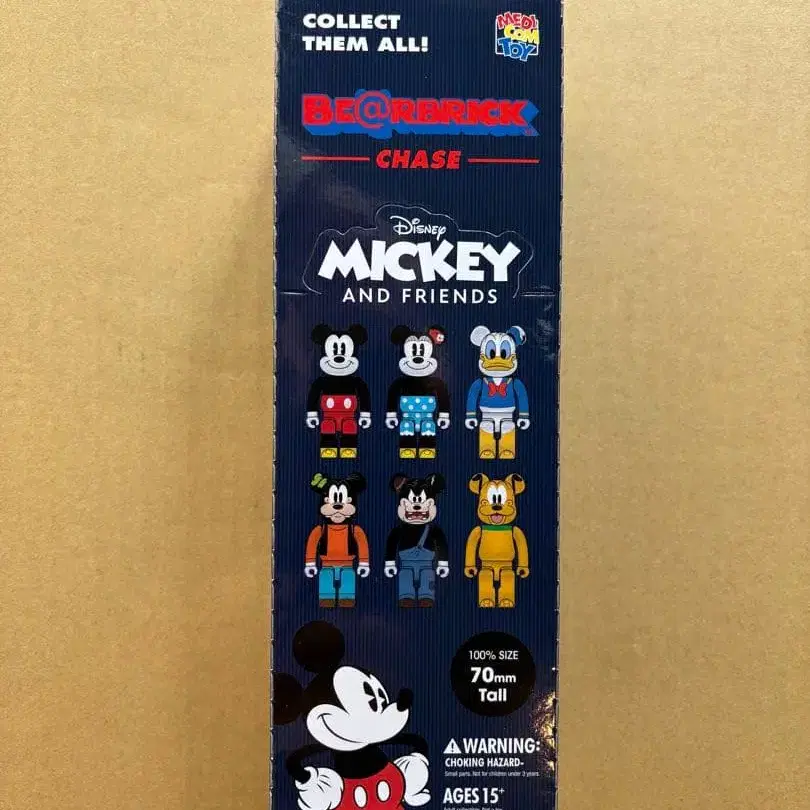 COLLECT
THEM ALL!
MEDI
COM
TOY
BE@RBRICK
CHASE
Disney
MICKEY
AND FRIENDS
100% SIZE
70mm
Tall
⚠WARNING:
CHOKING HAZARD-
Small parts. Not for children under 3 years
AGES 15+